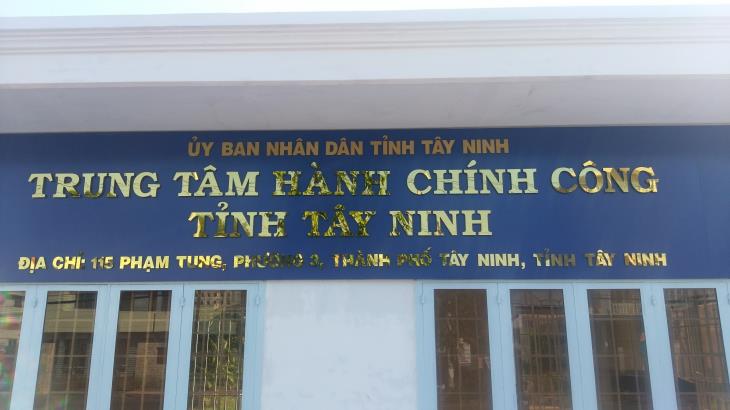 ỦY BAN NHÂN DÂN TỈNH TÂY NINH
TRUNG TÂM HÀNH CHÍNH CÔNG
TỈNH TÂY NINH
ĐỊA CHỈ: 115 PHẠM TUNG, PHƯỜNG 3, THÀNH PHỐ TÂY NINH, TỈNH TÂY NINH